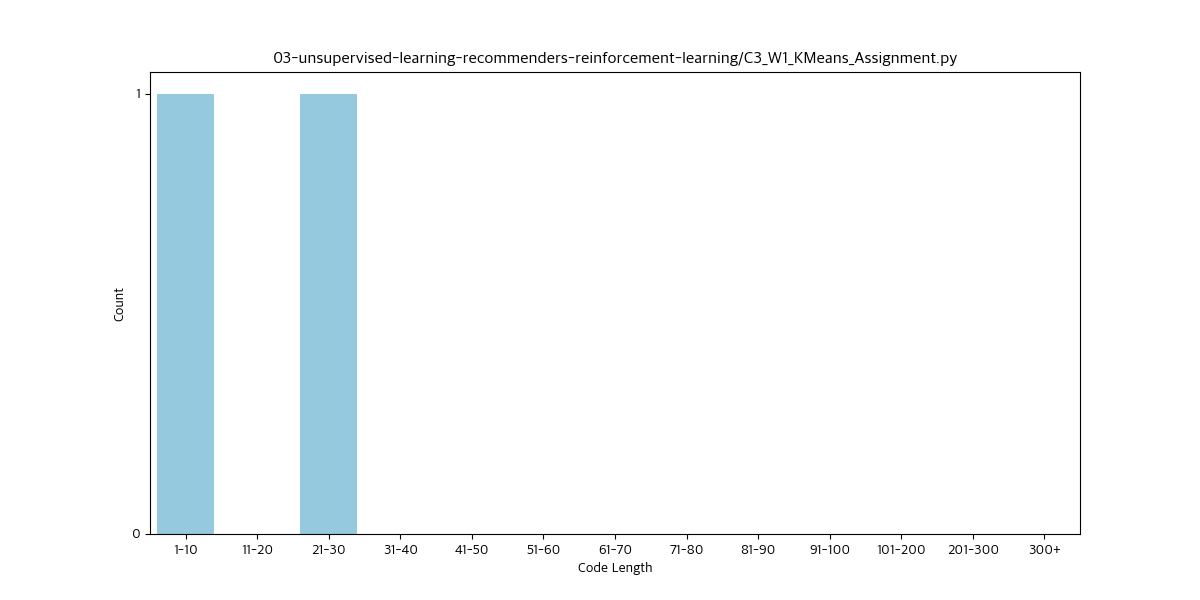 03-unsupervised-learning-recommenders-reinforcement-learning/C3_W1_KMeans_Assignment.py
1
Count
0
1-10 11-20 21-30 31-40 41-50 51-60 61-70 71-80 81-90 91-100 101-200 201-300 300+
Code Length